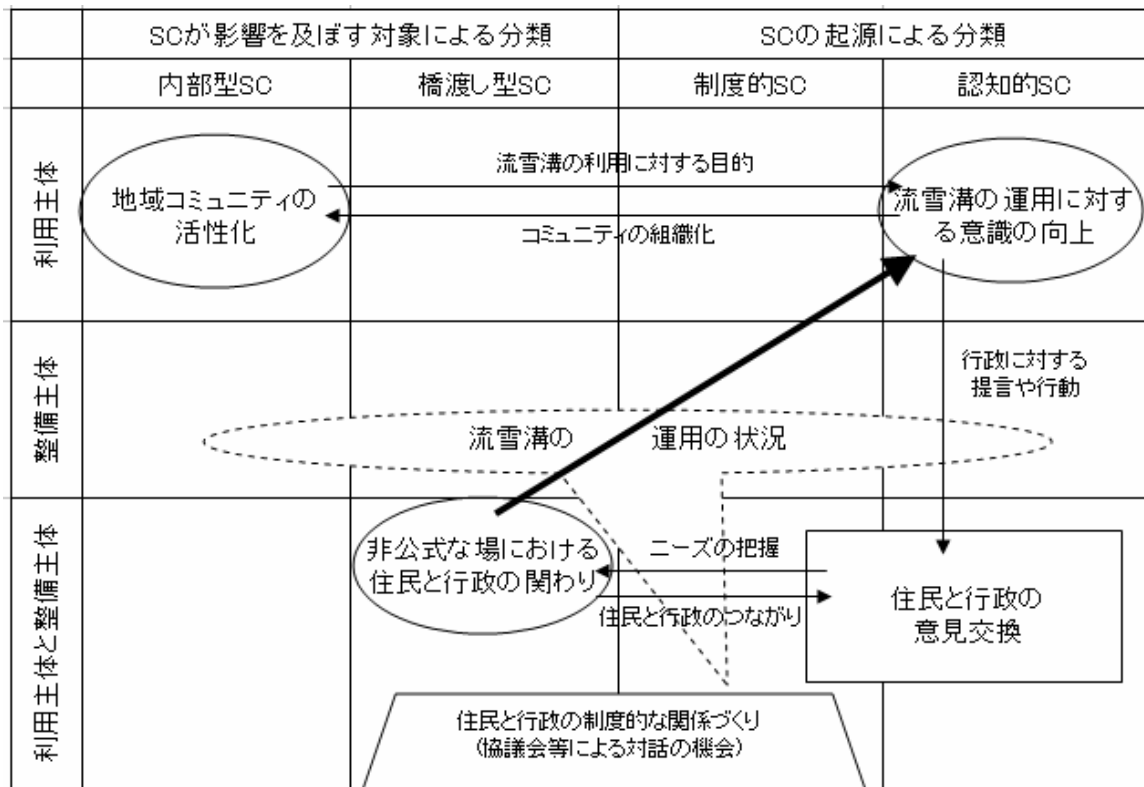 SCが影響を及ぼす対象による分類
SCの起源による分類
内部型SC
橋渡し型SC
制度的SC
認知的SC
利用主体
地域コミュニティの
活性化
流雪溝の利用に対する目的
コミュニティの組織化
流雪溝の運用に対す
る意識の向上
整備主体
行政に対する
提言や行動
流雪溝の 運用の状況
利用主体と整備主体
非公式な場における
住民と行政の関わり
ニーズの把握
住民と行政のつながり
住民と行政の
意見交換
住民と行政の制度的な関係づくり
(協議会等による対話の機会)